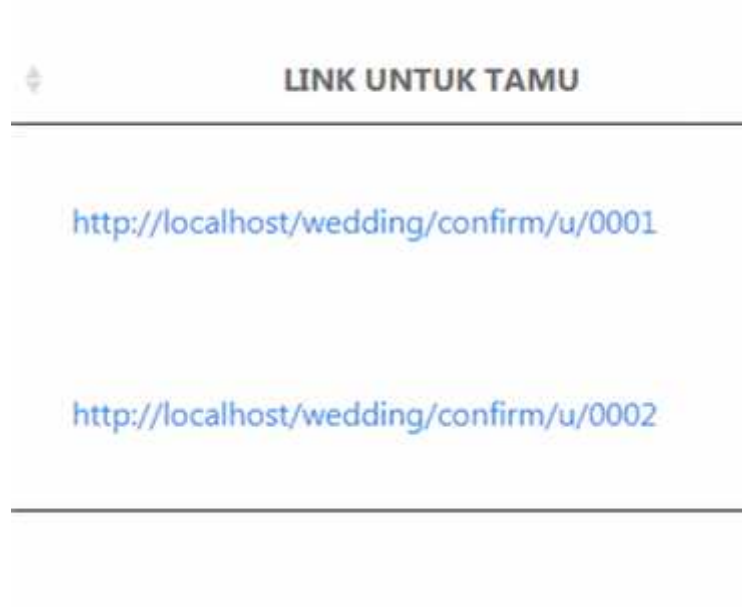 LINK UNTUK TAMU
http://localhost/wedding/confirm/u/0001
http://localhost/wedding/confirm/u/0002